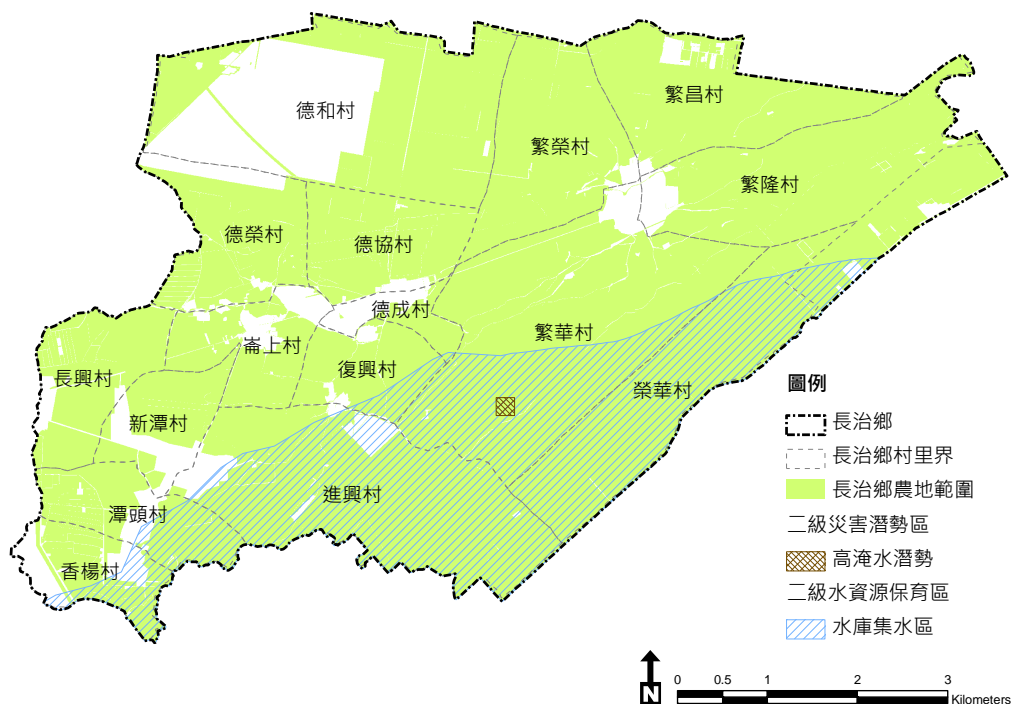 德和村
繁昌村
繁榮村
繁隆村
德榮村
德協村
德成村
崙上村
繁華村
復興村
長興村
榮華村
新潭村
進興村
潭頭村
香楊村
圖例
長治鄉
長治鄉村里界
長治鄉農地範圍
二級災害潛勢區
高淹水潛勢
二級水資源保育區
水庫集水區
N
0 0.5 1 2 3
Kilometers